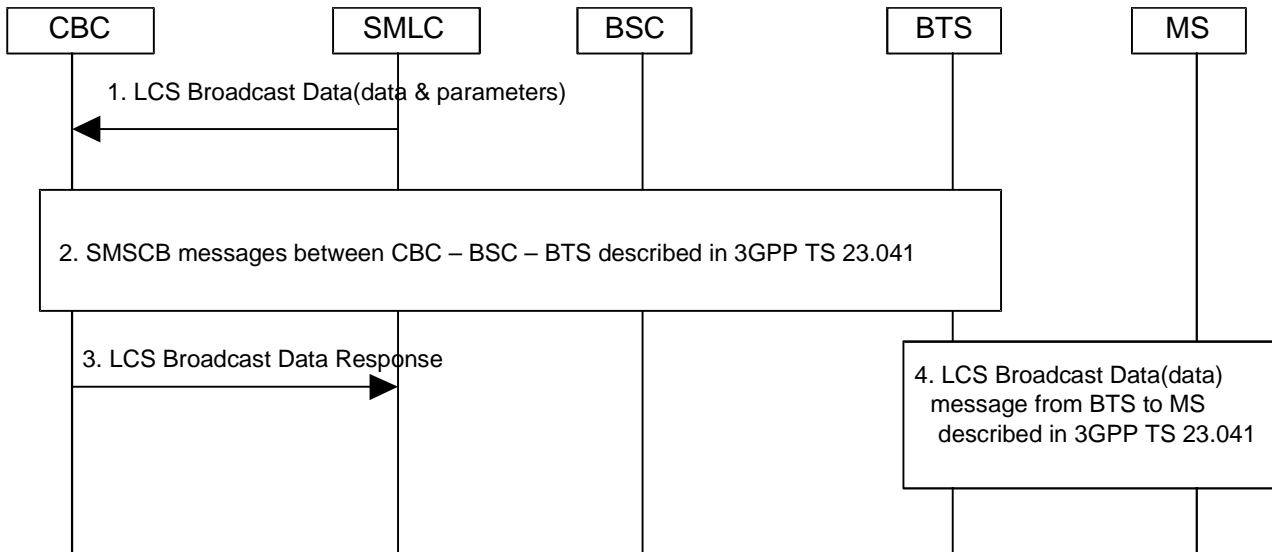 CBC
SMLC
BSC
BTS
MS
1. LCS Broadcast Data(data & parameters)
2. SMSCB messages between CBC – BSC – BTS described in 3GPP TS 23.041
3. LCS Broadcast Data Response
4. LCS Broadcast Data(data)
message from BTS to MS
described in 3GPP TS 23.041